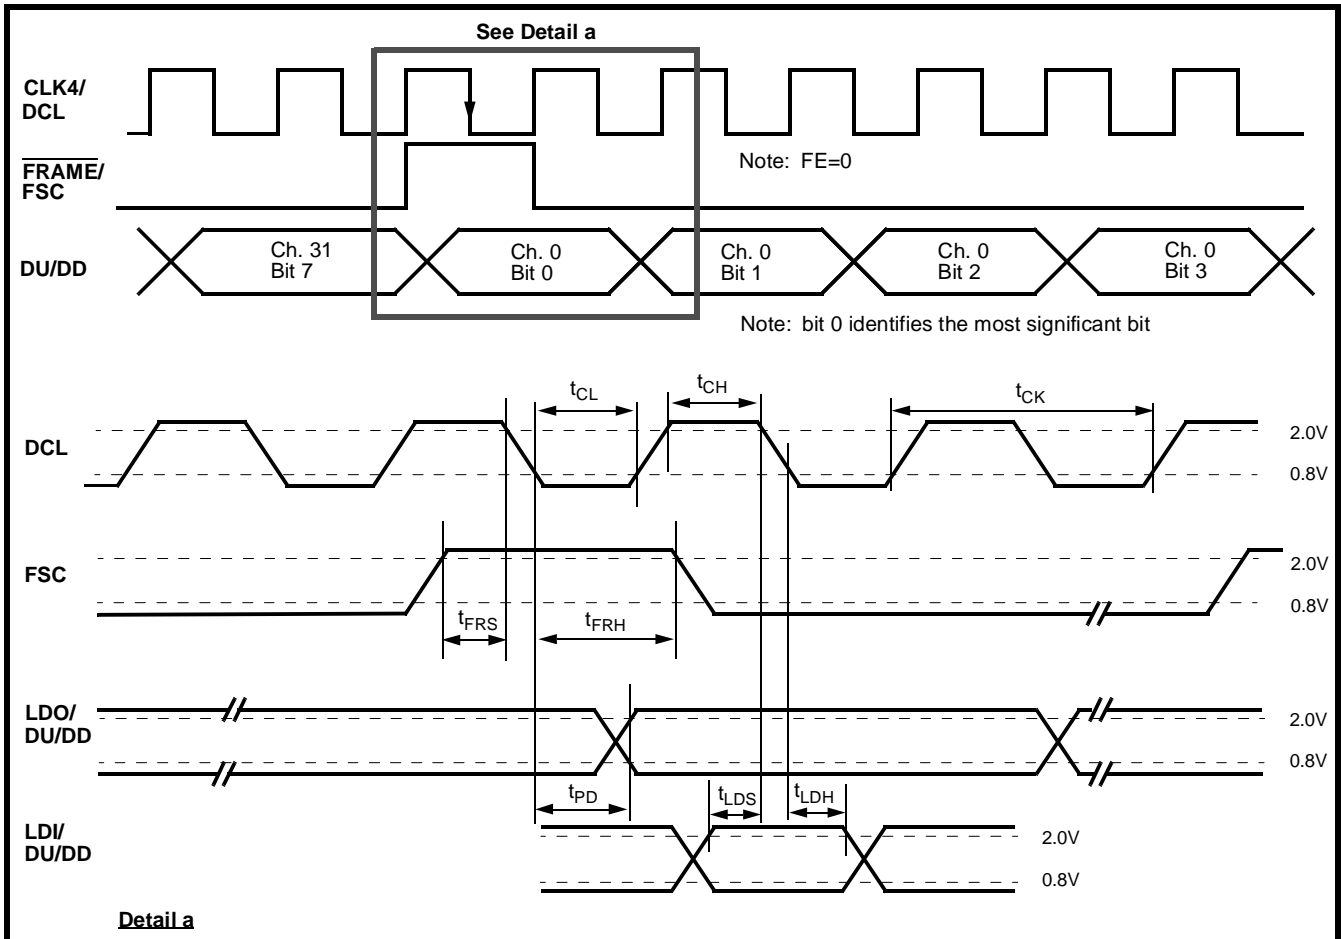 See Detail a
CLK4/
DCL
FRAME/
FSC
Note: FE=0
DU/DD
Ch. 31
Bit 7
Ch. 0
Bit 0
Ch. 0
Bit 1
Ch. 0
Bit 2
Ch. 0
Bit 3
Note: bit 0 identifies the most significant bit
tCL
tCH
tCK
DCL
2.0V
0.8V
FSC
2.0V
0.8V
tFRS
tFRH
LDO/
DU/DD
2.0V
0.8V
tPD
tLDS
tLDH
LDI/
DU/DD
2.0V
0.8V
Detail a